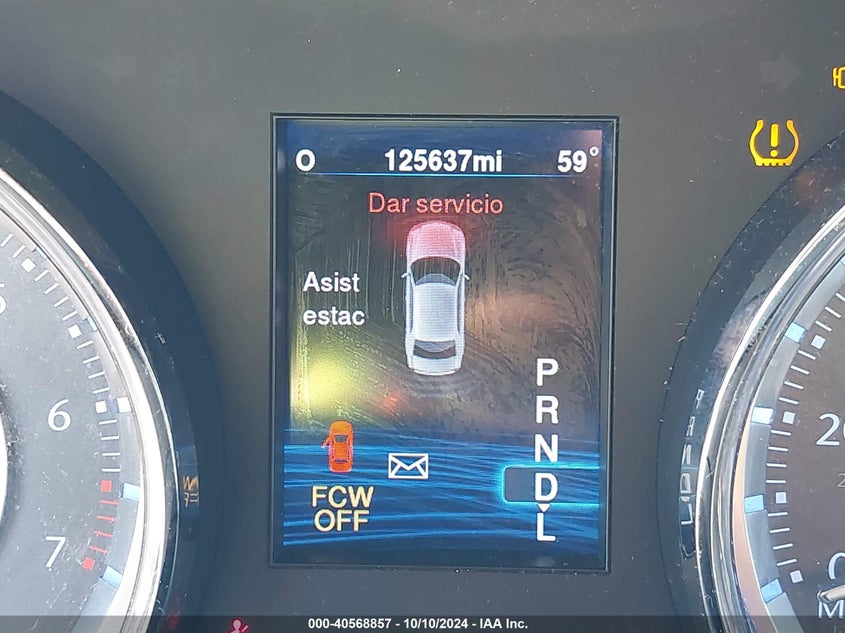 O 125637mi 59°
Dar servicio
Asist
estac
P
R
N
D
L
FCW
OFF
6
7
000-40568857 - 10/10/2024 - IAA Inc.